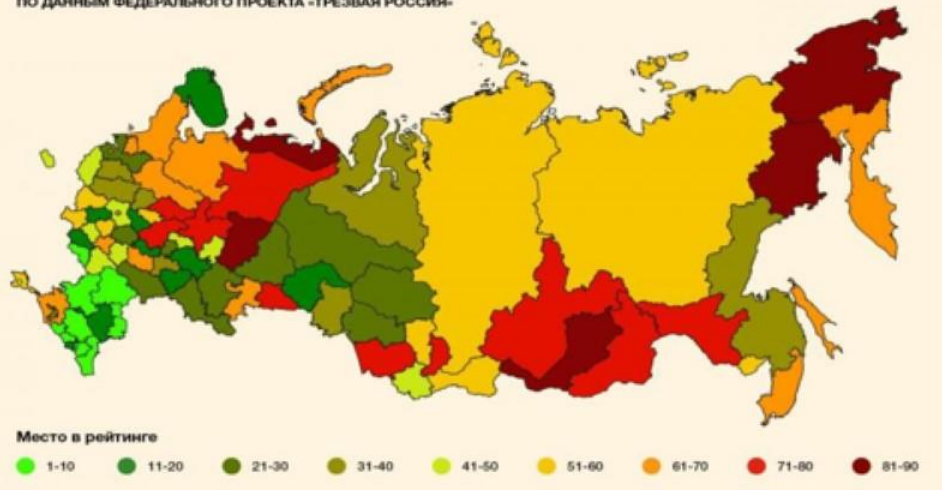 ПО ДАННЫМ ФЕДЕРАЛЬНОГО ПРОЕКТА «ТРЕЗВАЯ РОССИЯ»
Место в рейтинге
1-10 11-20 21-30 31-40 41-50 51-60 61-70 71-80 81-90